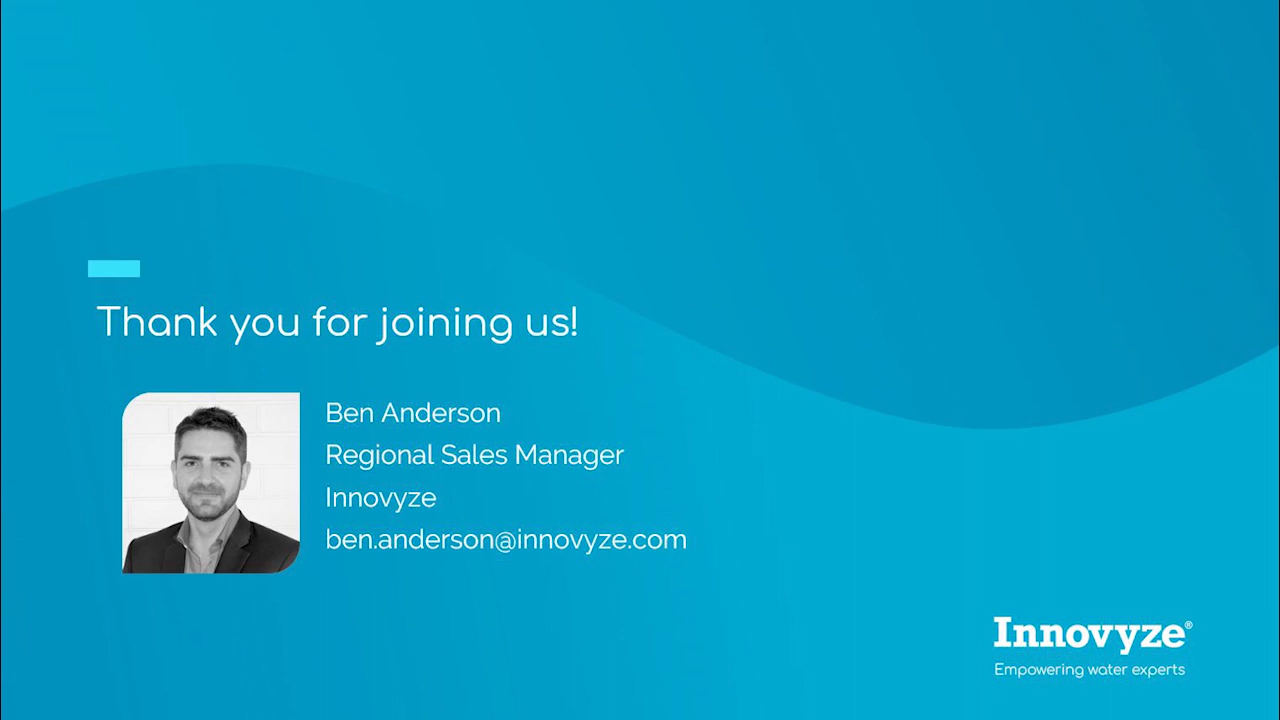 Thank you for joining us!
Ben Anderson
Regional Sales Manager
Innovyze
ben.anderson@innovyze.com
Innovyze®
Empowering water experts